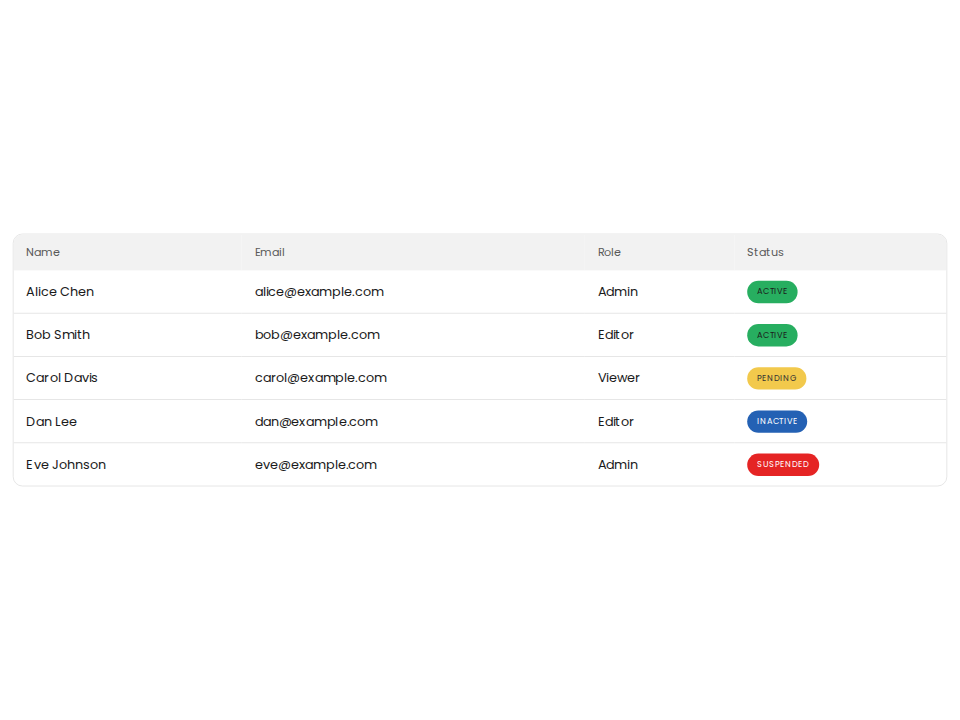 Name Email Role Status
Alice Chen alice@example.com Admin ACTIVE
Bob Smith bob@example.com Editor ACTIVE
Carol Davis carol@example.com Viewer PENDING
Dan Lee dan@example.com Editor INACTIVE
Eve Johnson eve@example.com Admin SUSPENDED